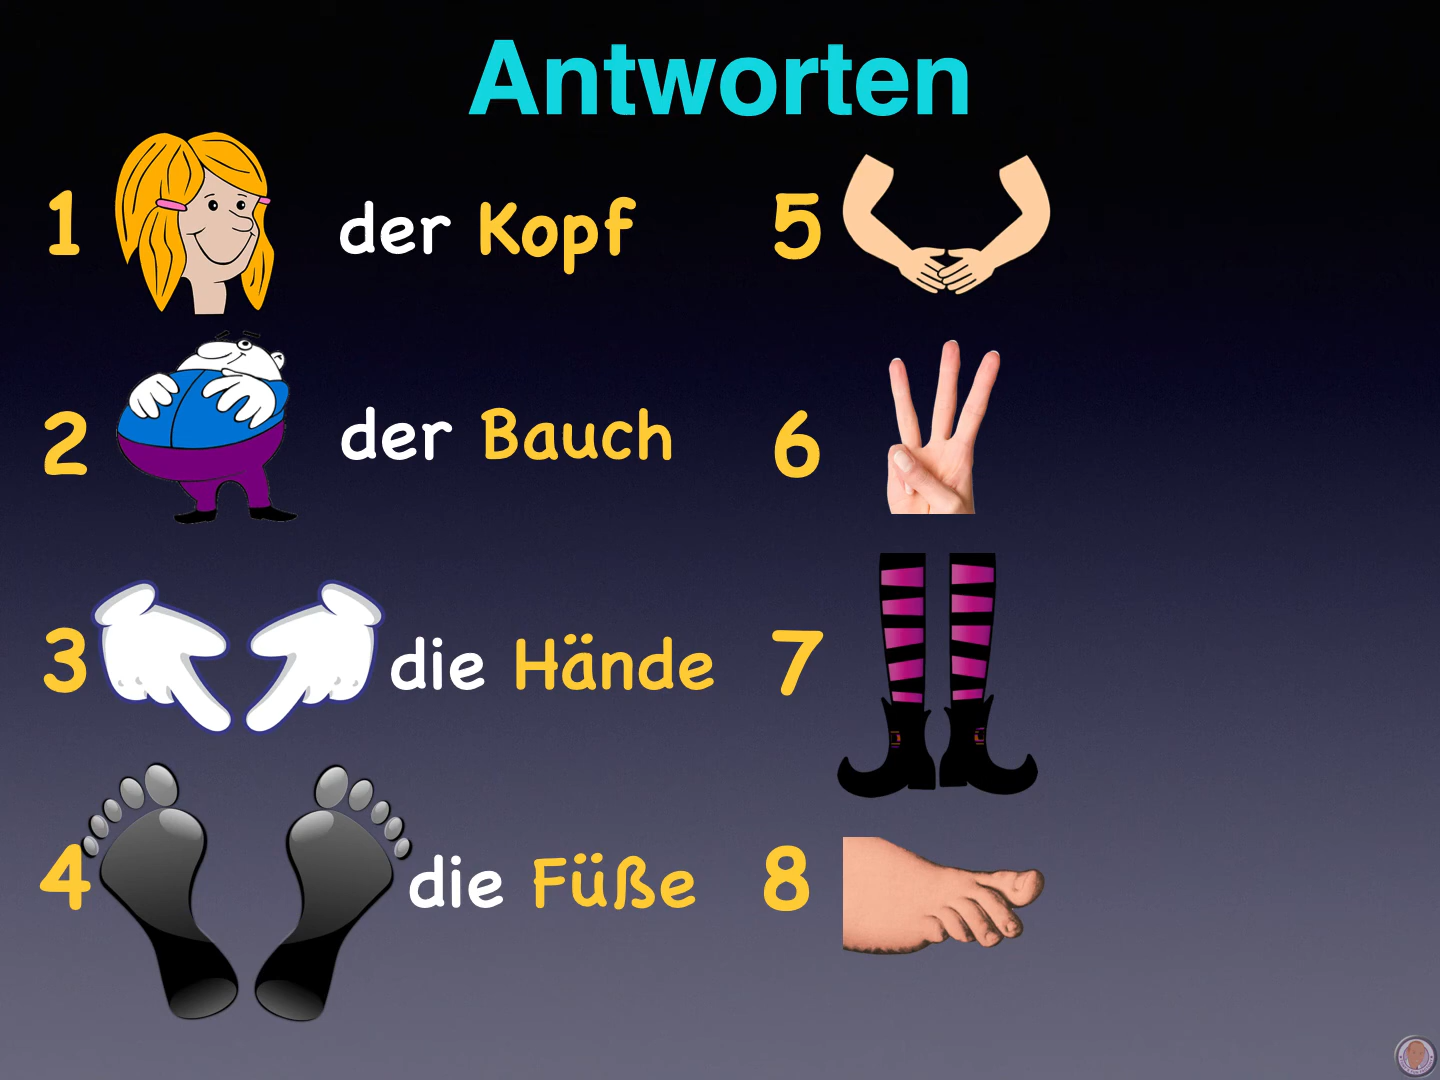 Antworten
1 der Kopf
2 der Bauch
3 die Hände
4 die Füße
5
6
7
8